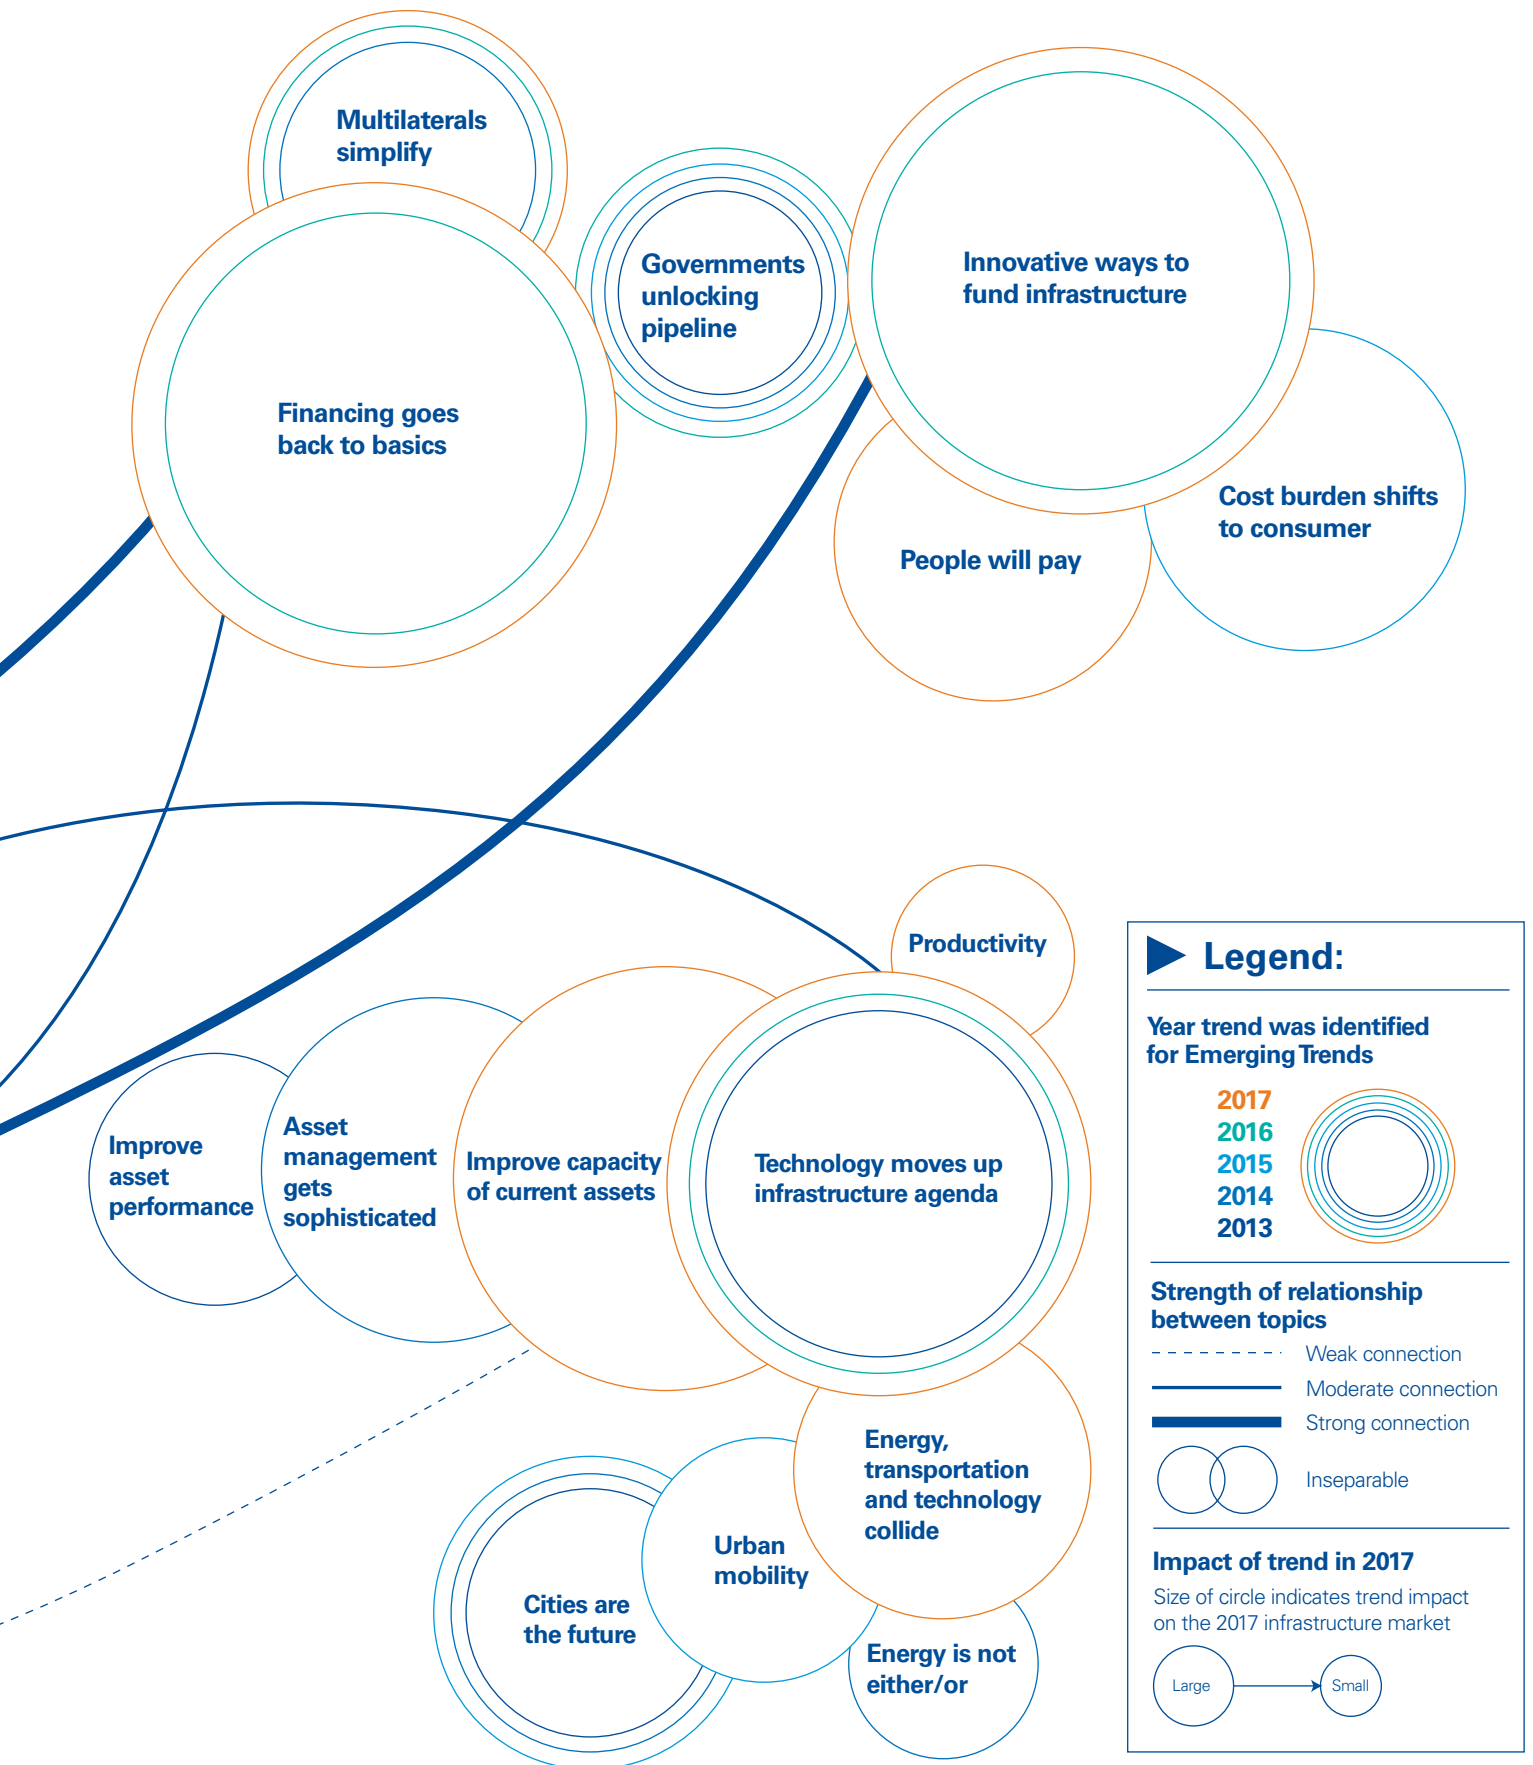 Multilaterals
simplify
Governments
unlocking
pipeline
Innovative ways to
fund infrastructure
Financing goes
back to basics
Cost burden shifts
to consumer
People will pay
Productivity
Improve
asset
performance
Asset
management
gets
sophisticated
Improve capacity
of current assets
Technology moves up
infrastructure agenda
Energy,
transportation
and technology
collide
Urban
mobility
Cities are
the future
Energy is not
either/or
Legend:
Year trend was identified
for Emerging Trends
2017
2016
2015
2014
2013
Strength of relationship
between topics
Weak connection
Moderate connection
Strong connection
Inseparable
Impact of trend in 2017
Size of circle indicates trend impact
on the 2017 infrastructure market
Large
Small